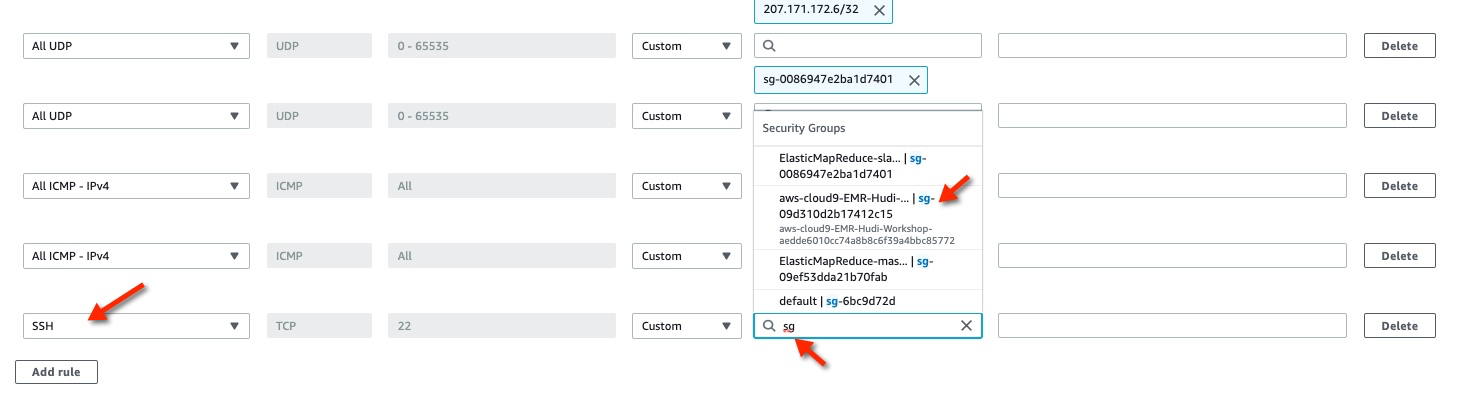 207.171.172.6/32
All UDP
UDP
0 - 65535
Custom
Delete
sg-0086947e2ba1d7401
All UDP
UDP
0 - 65535
Custom
Delete
Security Groups
ElasticMapReduce-sla... | sg-
0086947e2ba1d7401
All ICMP - IPv4
ICMP
All
Custom
Delete
aws-cloud9-EMR-Hudi-... | sg-
09d310d2b17412c15
aws-cloud9-EMR-Hudi-Workshop-
aedde6010cc74a8b8c6f39a4bbc85772
All ICMP - IPv4
ICMP
All
Custom
Delete
ElasticMapReduce-mas... | sg-
09ef53dda21b70fab
default | sg-6bc9d72d
SSH
TCP
22
Custom
sg
Delete
Add rule